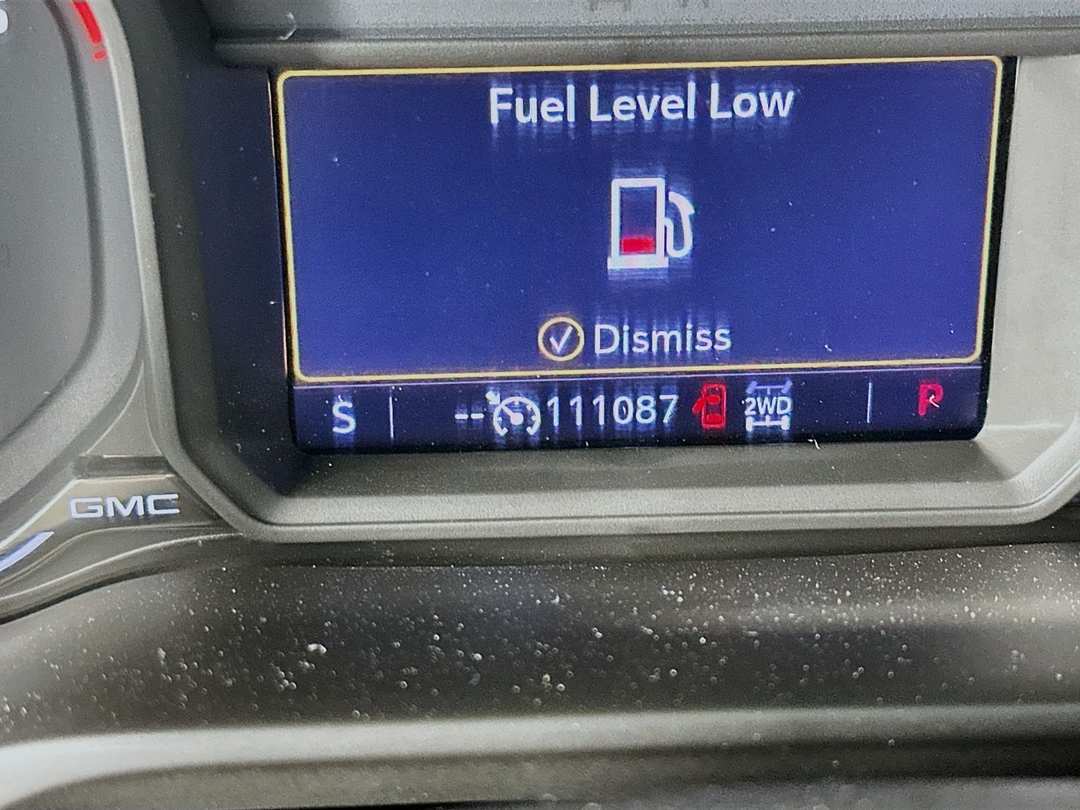 Fuel Level Low
Dismiss
S -- 111087 2WD P
GMC